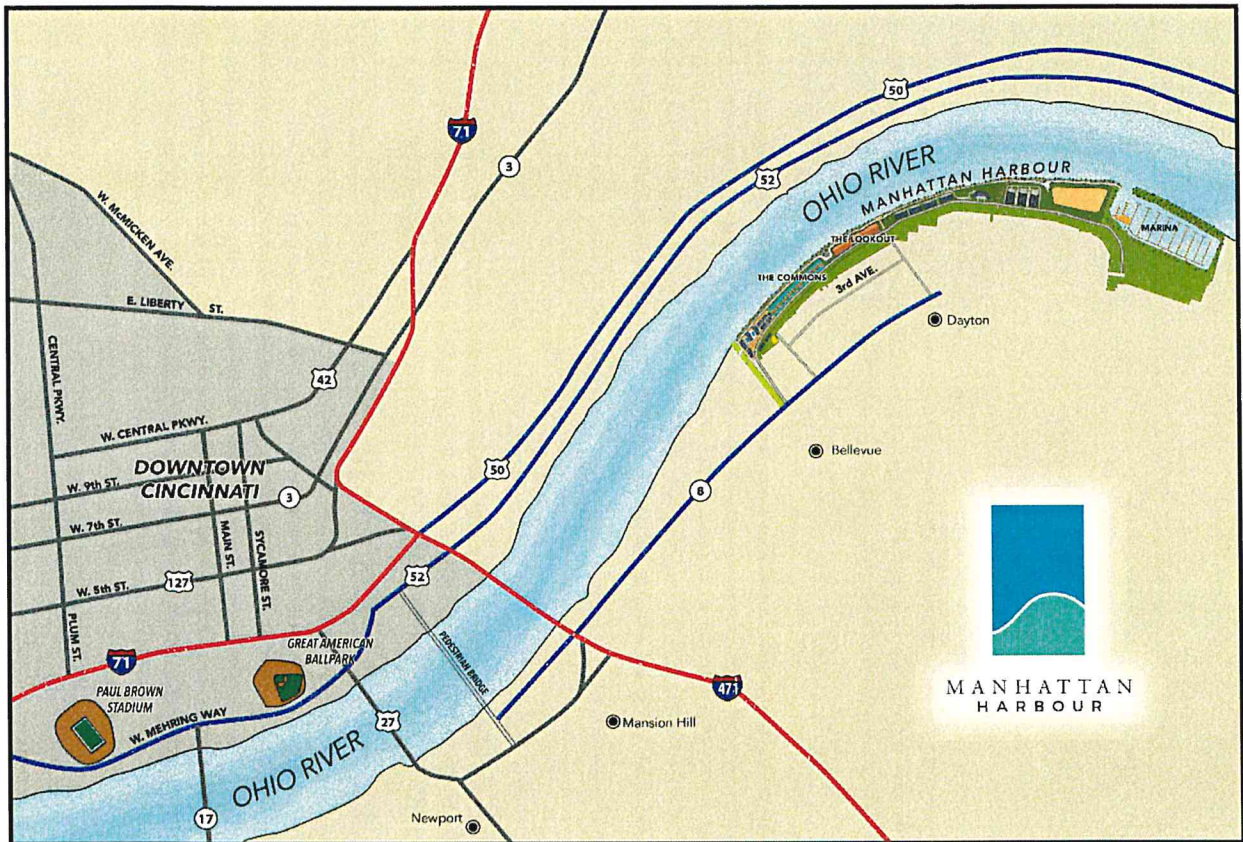 50
71
3
OHIO RIVER
MANHATTAN HARBOUR
52
W. McMICKEN AVE.
MARINA
THE LOOKOUT
THE COMMONS
3rd AVE.
E. LIBERTY ST.
Dayton
CENTRAL PKWY.
42
W. CENTRAL PKWY.
Bellevue
DOWNTOWN
CINCINNATI
50
W. 9th ST.
3
8
W. 7th ST.
MAIN ST.
SYCAMORE ST.
52
W. 5th ST.
127
PLUM ST.
PEDESTRIAN BRIDGE
GREAT AMERICAN
BALLPARK
71
471
MANHATTAN
HARBOUR
PAUL BROWN
STADIUM
W. MEHRING WAY
27
Mansion Hill
OHIO RIVER
17
Newport